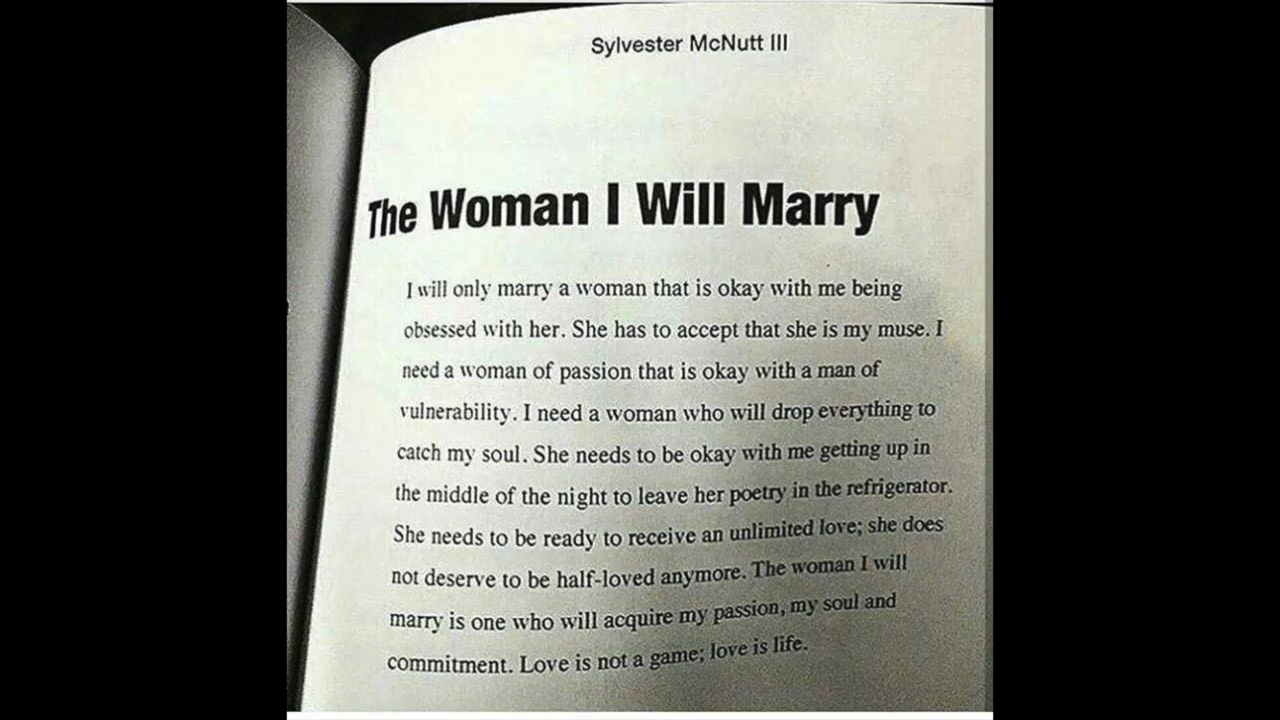 Sylvester McNutt III
The Woman I Will Marry
I will only marry a woman that is okay with me being
obsessed with her. She has to accept that she is my muse. I
need a woman of passion that is okay with a man of
vulnerability. I need a woman who will drop everything to
catch my soul. She needs to be okay with me getting up in
the middle of the night to leave her poetry in the refrigerator.
She needs to be ready to receive an unlimited love; she does
not deserve to be half-loved anymore. The woman I will
marry is one who will acquire my passion, my soul and
commitment. Love is not a game; love is life.